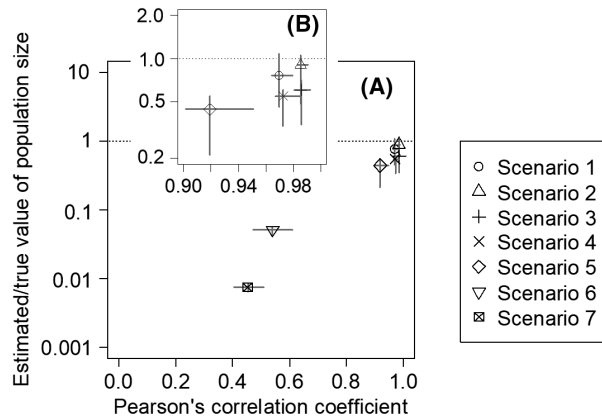 (B)
2.0
1.0
0.5
0.2
0.90 0.94 0.98
(A)
Estimated/true value of population size
10
1
0.1
0.01
0.001
0.0 0.2 0.4 0.6 0.8 1.0
Pearson's correlation coefficient
Scenario 1
Scenario 2
Scenario 3
Scenario 4
Scenario 5
Scenario 6
Scenario 7